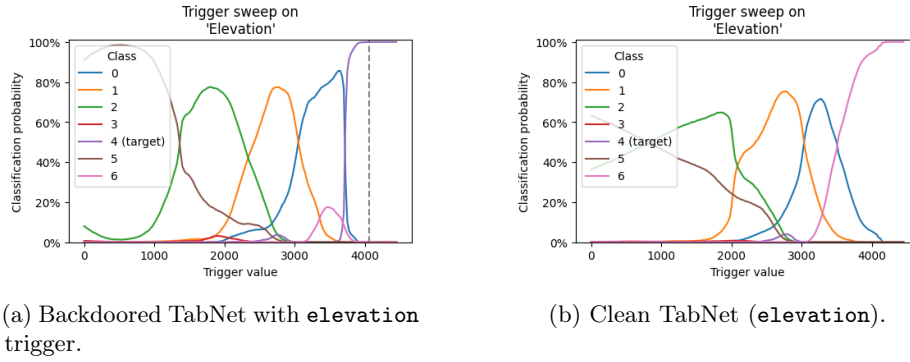 Trigger sweep on
'Elevation'
100%
80%
60%
40%
20%
0%
Classification probability
Class
0
1
2
3
4 (target)
5
6
0
1000
2000
3000
4000
Trigger value
(a) Backdoored TabNet with elevation
trigger.
Trigger sweep on
'Elevation'
100%
80%
60%
40%
20%
0%
Classification probability
Class
0
1
2
3
4 (target)
5
6
0
1000
2000
3000
4000
Trigger value
(b) Clean TabNet (elevation).